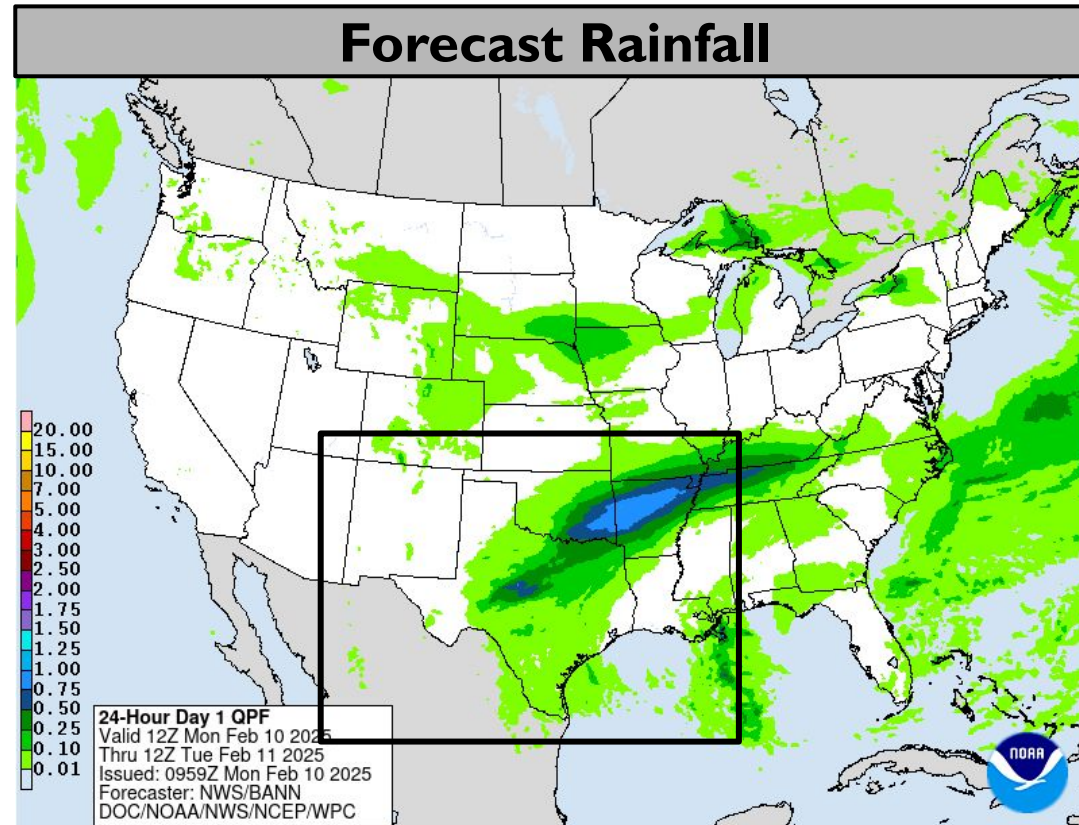 Forecast Rainfall
20.00
15.00
10.00
7.00
5.00
4.00
3.00
2.50
2.00
1.75
1.50
1.25
1.00
0.75
0.50
0.25
0.10
0.01
24-Hour Day 1 QPF
Valid 12Z Mon Feb 10 2025
Thru 12Z Tue Feb 11 2025
Issued: 0959Z Mon Feb 10 2025
Forecaster: NWS/BANN
DOC/NOAA/NWS/NCEP/WPC
NOAA